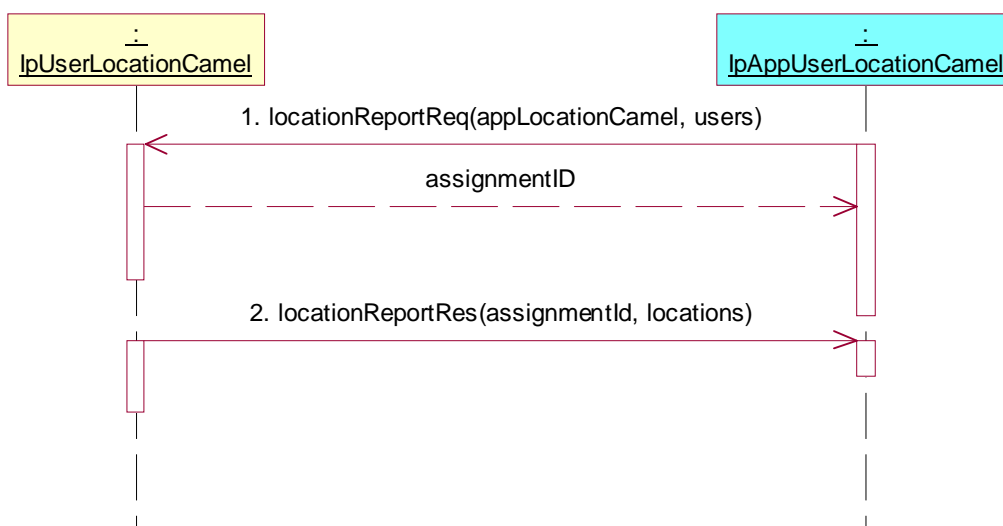 :
IpUserLocationCamel
:
IpAppUserLocationCamel
1. locationReportReq(appLocationCamel, users)
assignmentID
2. locationReportRes(assignmentId, locations)